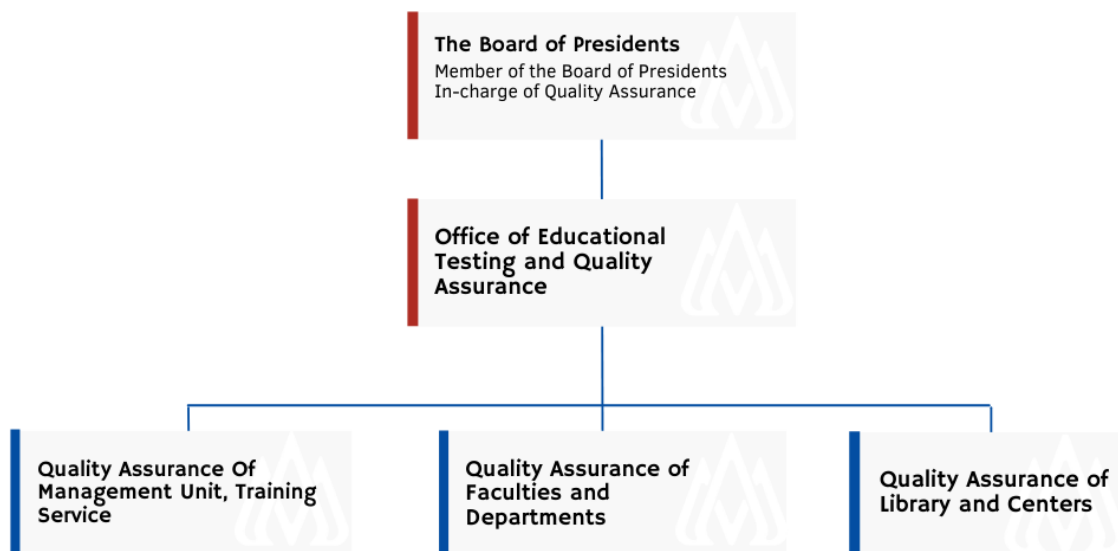 The Board of Presidents
Member of the Board of Presidents
In-charge of Quality Assurance
Office of Educational
Testing and Quality
Assurance
Quality Assurance Of
Management Unit, Training
Service
Quality Assurance of
Faculties and
Departments
Quality Assurance of
Library and Centers